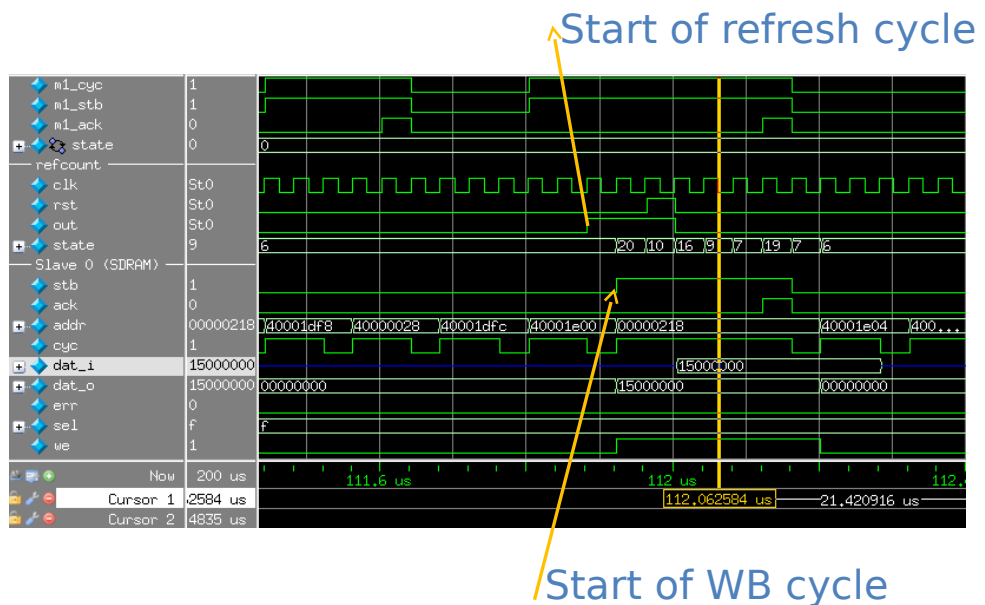 Start of refresh cycle
m1_cyc 1
m1_stb 1
m1_ack 0
state 0 0
refcount
clk St0
rst St0
out St0
state 9 6 20 10 16 9 7 19 7 6
Slave 0 (SDRAM)
stb 1
ack 0
addr 00000218 40001df8 40000028 40001dfc 40001e00 00000218 40001e04 400...
cyc 1
dat_i 15000000 15000000
dat_o 15000000 00000000 15000000 00000000
err 0
sel f f
we 1
Now 200 us 111.6 us 112 us 112.
Cursor 1 2584 us 112.062584 us 21.420916 us
Cursor 2 4835 us
Start of WB cycle